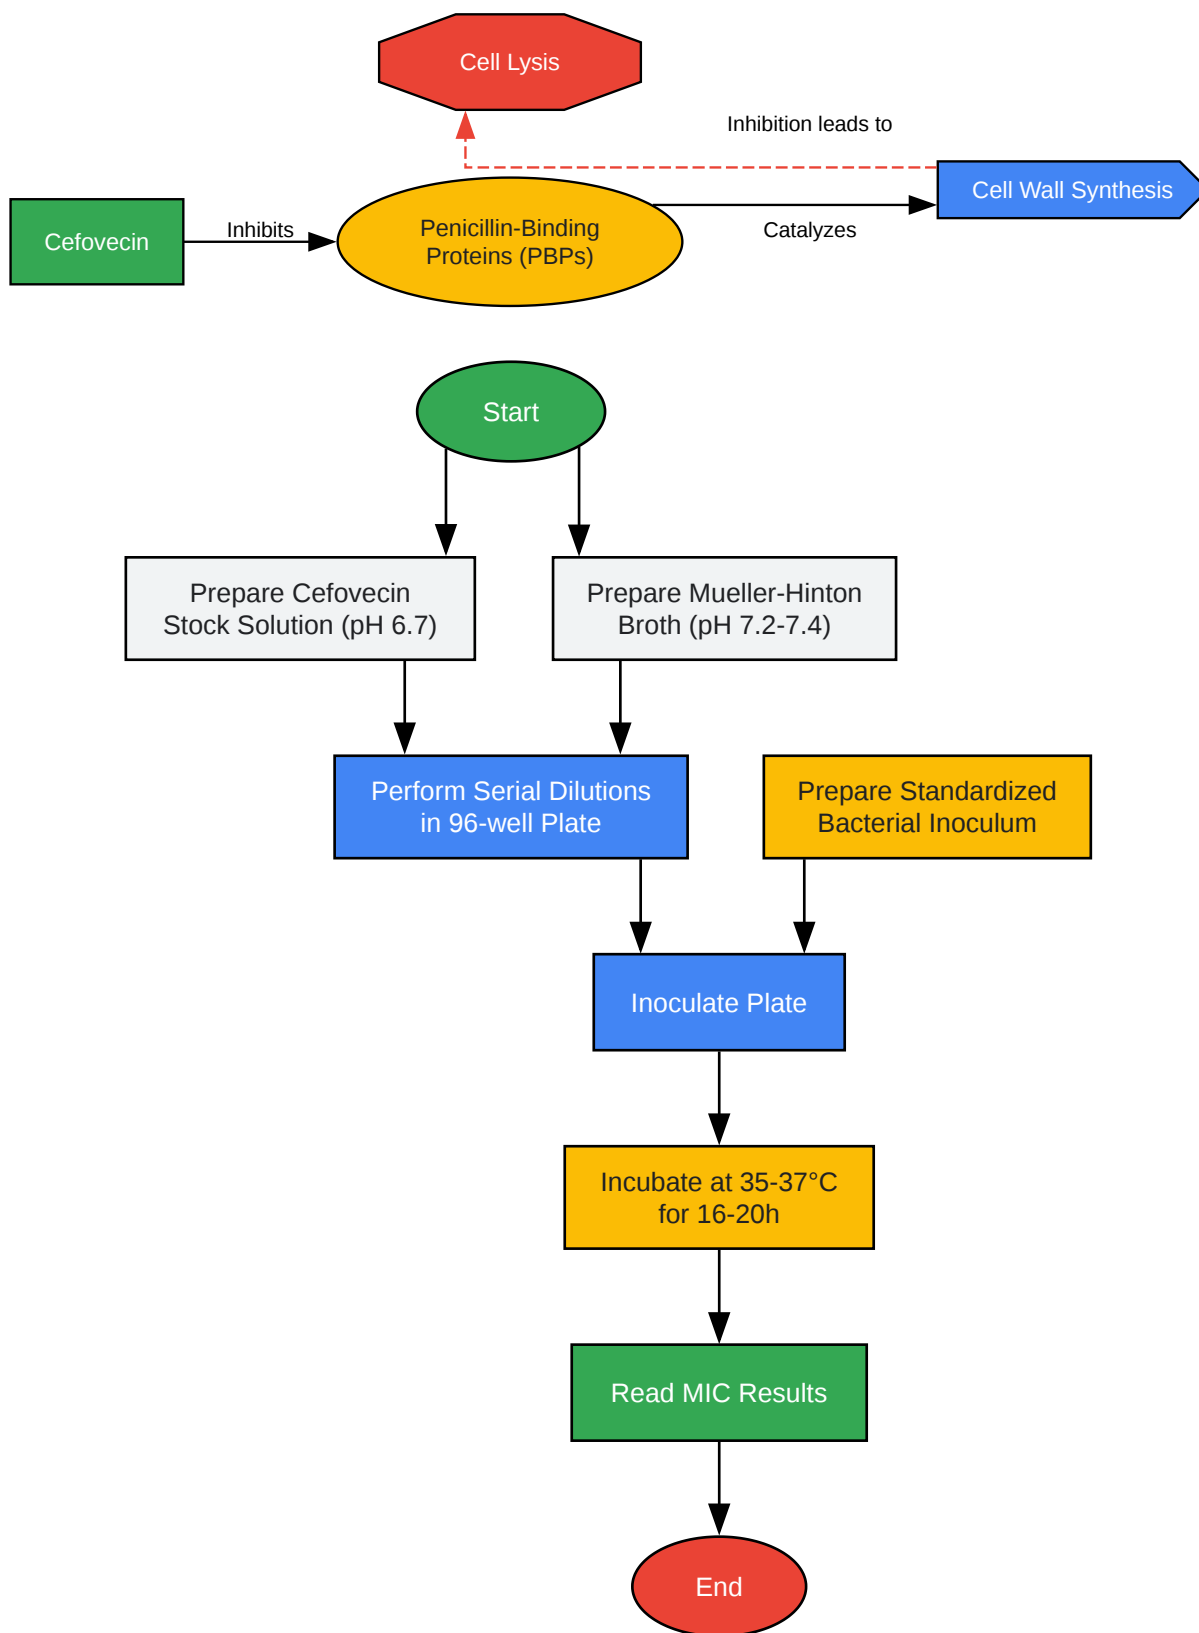 Cell Lysis
Inhibition leads to
Cell Wall Synthesis
Cefovecin
Inhibits
Penicillin-Binding
Proteins (PBPs)
Catalyzes
Start
Prepare Cefovecin
Stock Solution (pH 6.7)
Prepare Mueller-Hinton
Broth (pH 7.2-7.4)
Perform Serial Dilutions
in 96-well Plate
Prepare Standardized
Bacterial Inoculum
Inoculate Plate
Incubate at 35-37°C
for 16-20h
Read MIC Results
End